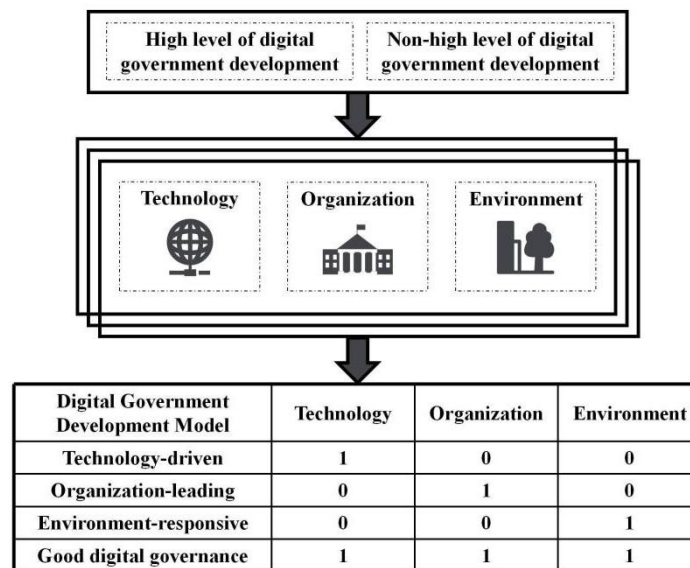 High level of digital
government development
Non-high level of digital
government development
Technology
Organization
Environment
Digital Government
Development Model
Technology
Organization
Environment
Technology-driven 1 0 0
Organization-leading 0 1 0
Environment-responsive 0 0 1
Good digital governance 1 1 1